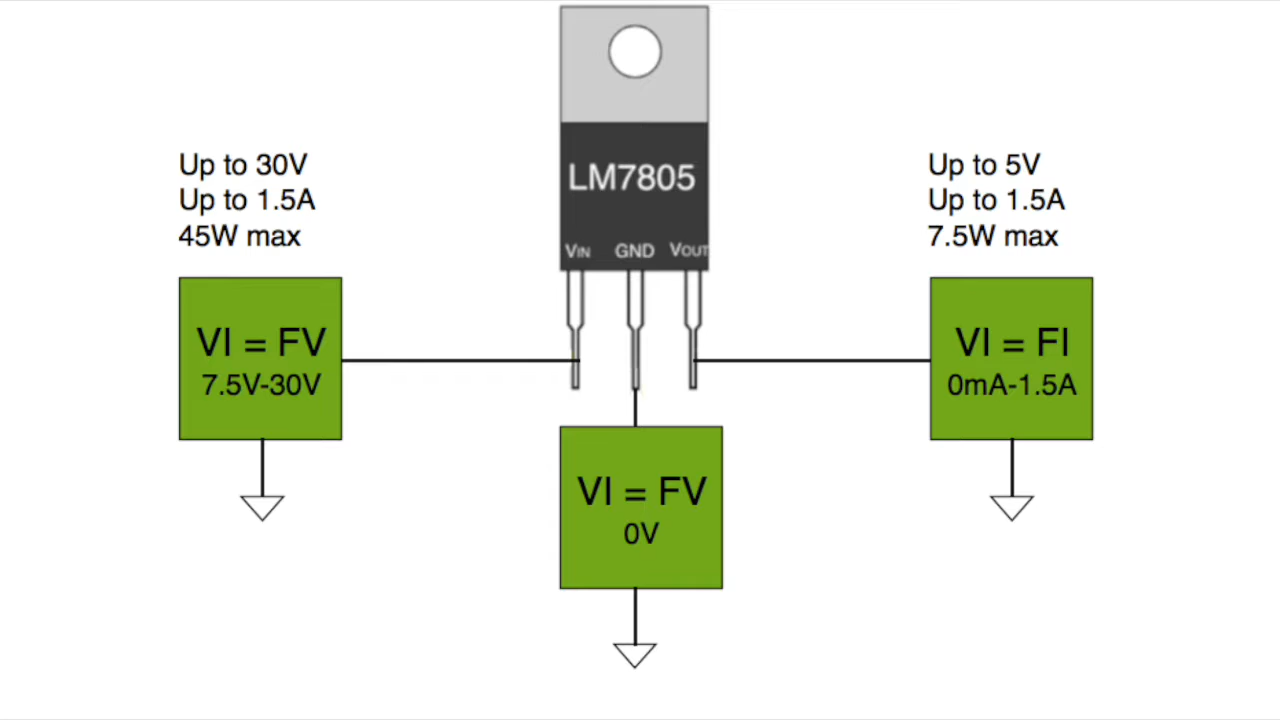 LM7805
VIN GND VOUT
Up to 30V
Up to 1.5A
45W max
VI = FV
7.5V-30V
Up to 5V
Up to 1.5A
7.5W max
VI = FI
0mA-1.5A
VI = FV
0V